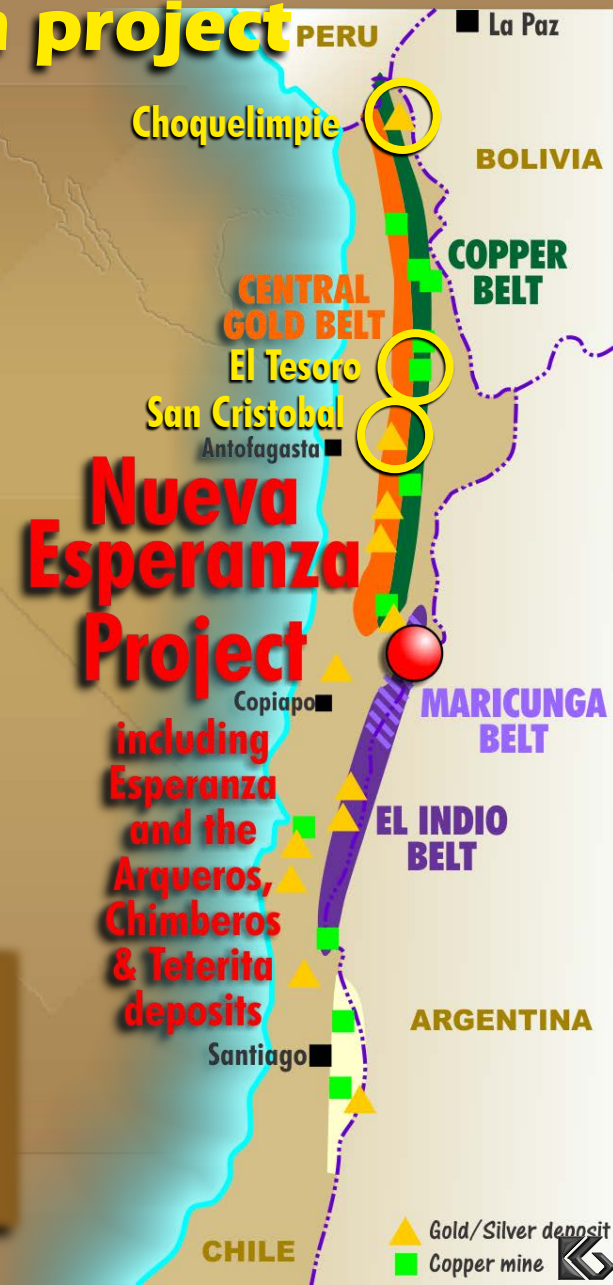 project
PERU
La Paz
Choquelimpie
BOLIVIA
COPPER
BELT
CENTRAL
GOLD BELT
El Tesoro
San Cristobal
Antofagasta
Nueva
Esperanza
Project
Copiapo
MARICUNGA
BELT
including
Esperanza
and the
Arqueros,
Chimberos
& Teterita
deposits
EL INDIO
BELT
ARGENTINA
Santiago
CHILE
Gold/Silver deposit
Copper mine